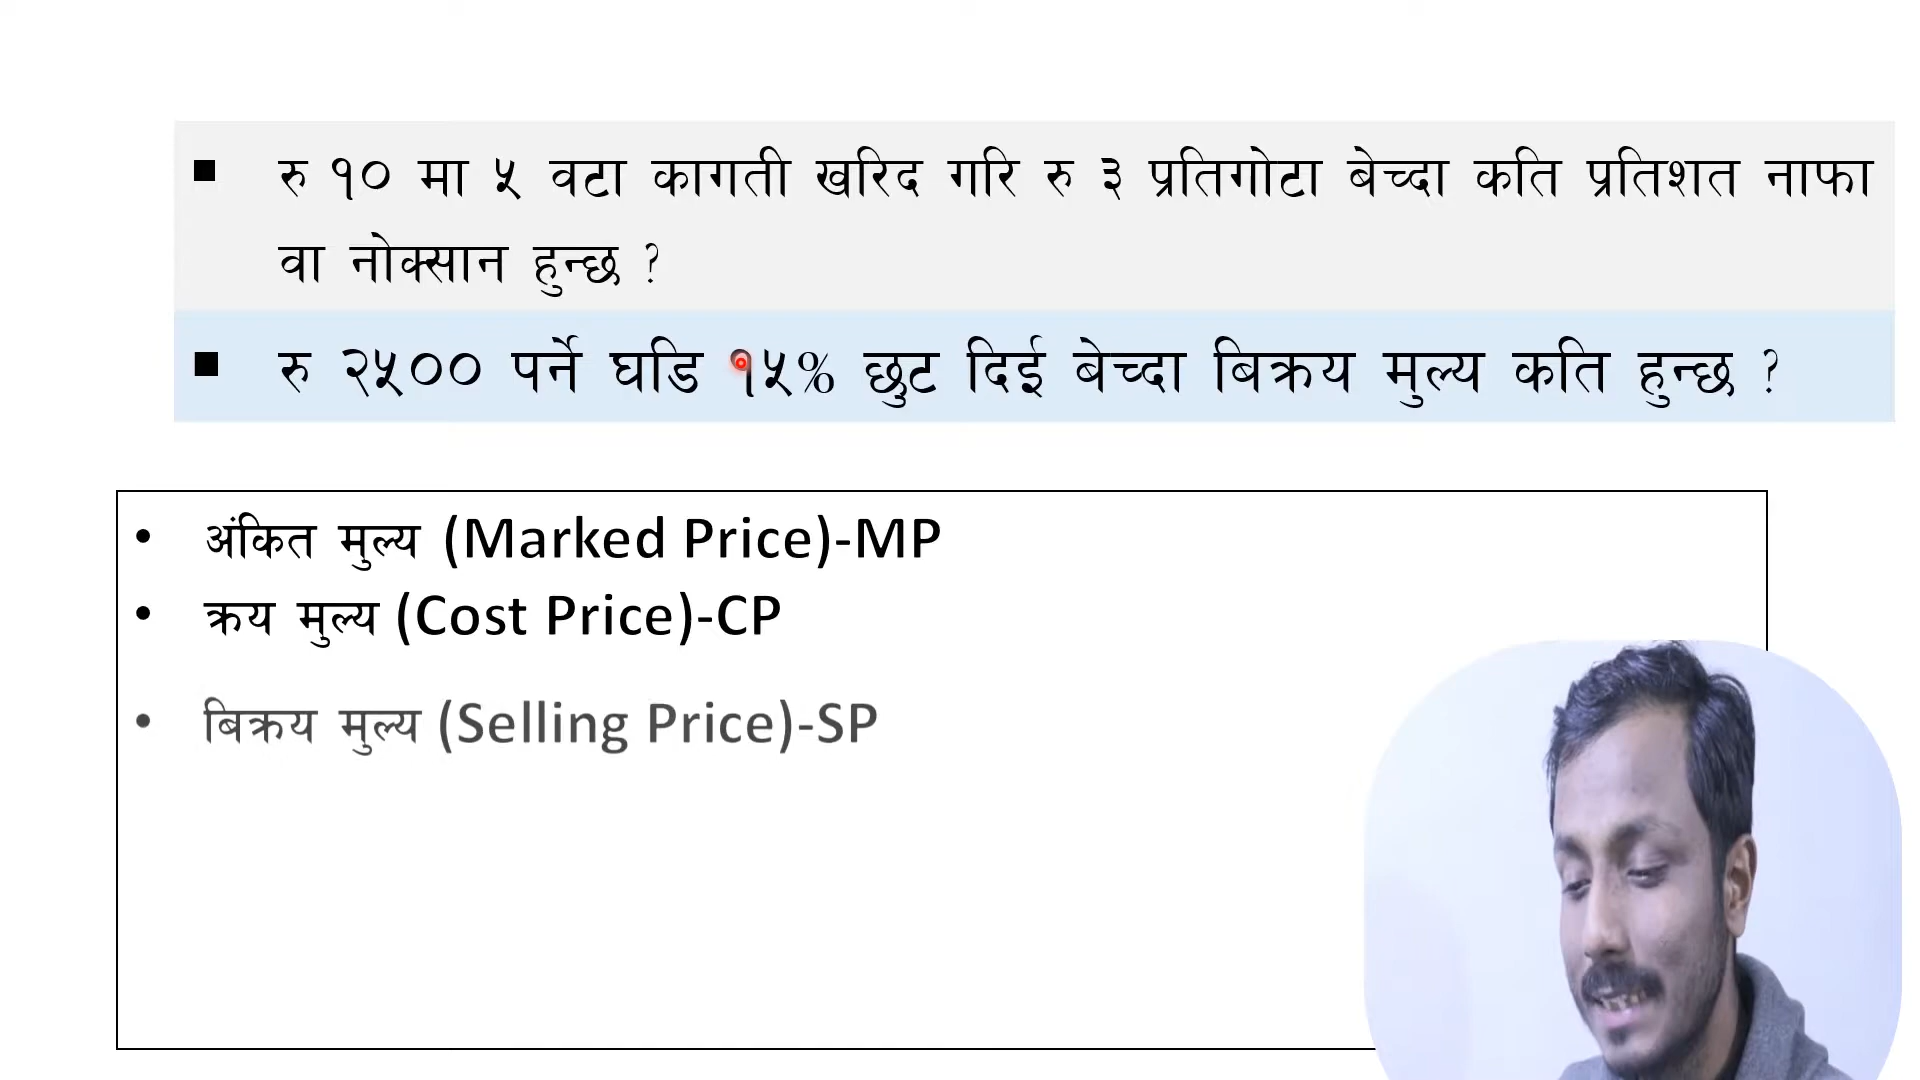 ▪ रु १० मा ५ वटा कागती खरिद गरि रु ३ प्रतिगोटा बेच्दा कति प्रतिशत नाफा
वा नोक्सान हुन्छ ?
▪ रु २५०० पर्ने घडि १५% छुट दिई बेच्दा बिक्रय मुल्य कति हुन्छ ?
• अंकित मुल्य (Marked Price)-MP
• क्रय मुल्य (Cost Price)-CP
• बिक्रय मुल्य (Selling Price)-SP